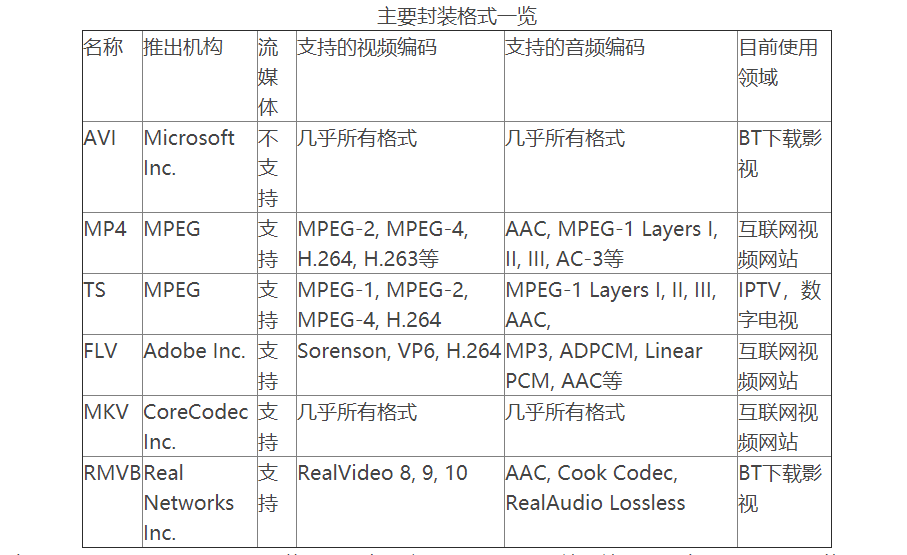 主要封装格式一览
名称 推出机构 流媒体 支持的视频编码 支持的音频编码 目前使用领域
AVI Microsoft Inc. 不支持 几乎所有格式 几乎所有格式 BT下载影视
MP4 MPEG 支持 MPEG-2, MPEG-4, H.264, H.263等 AAC, MPEG-1 Layers I, II, III, AC-3等 互联网视频网站
TS MPEG 支持 MPEG-1, MPEG-2, MPEG-4, H.264 MPEG-1 Layers I, II, III, AAC, IPTV，数字电视
FLV Adobe Inc. 支持 Sorenson, VP6, H.264 MP3, ADPCM, Linear PCM, AAC等 互联网视频网站
MKV CoreCodec Inc. 支持 几乎所有格式 几乎所有格式 互联网视频网站
RMVB Real Networks Inc. 支持 RealVideo 8, 9, 10 AAC, Cook Codec, RealAudio Lossless BT下载影视